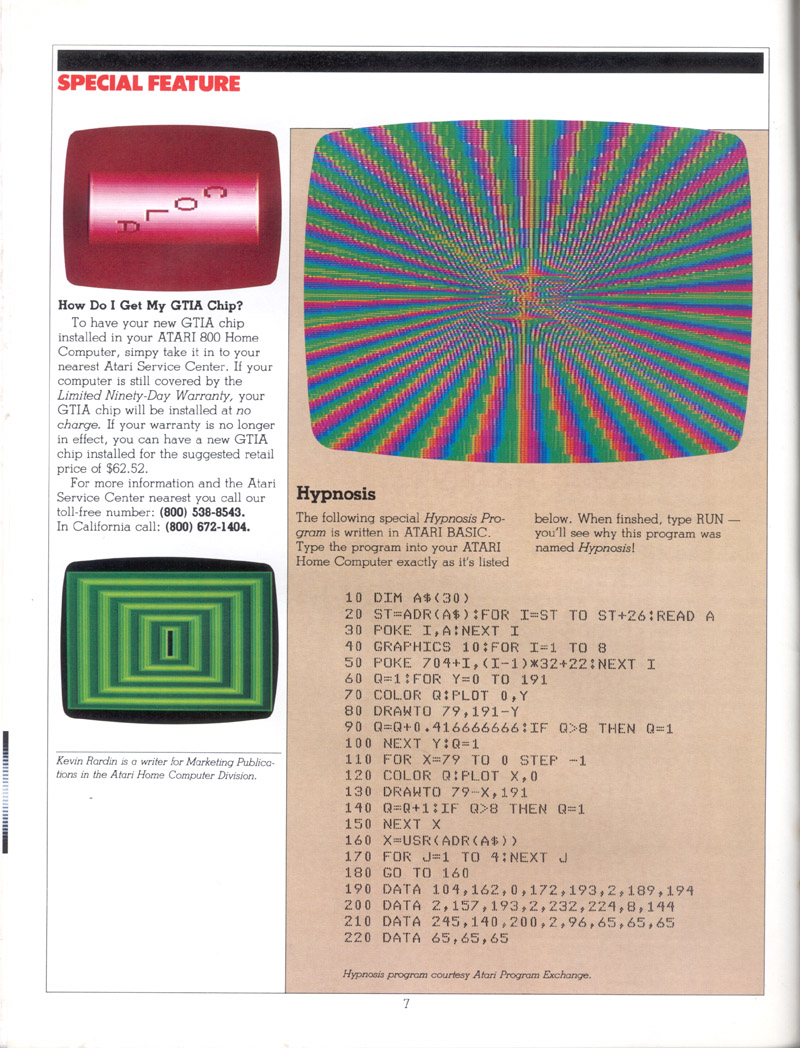 SPECIAL FEATURE
C
O
L
R
How Do I Get My GTIA Chip?
To have your new GTIA chip
installed in your ATARI 800 Home
Computer, simpy take it in to your
nearest Atari Service Center. If your
computer is still covered by the
Limited Ninety-Day Warranty, your
GTIA chip will be installed at no
charge. If your warranty is no longer
in effect, you can have a new GTIA
chip installed for the suggested retail
price of $62.52.
For more information and the Atari
Service Center nearest you call our
toll-free number: (800) 538-8543.
In California call: (800) 672-1404.
Kevin Rardin is a writer for Marketing Publica-
tions in the Atari Home Computer Division.
Hypnosis
The following special Hypnosis Pro-
gram is written in ATARI BASIC.
Type the program into your ATARI
Home Computer exactly as it's listed
below. When finshed, type RUN —
you'll see why this program was
named Hypnosis!
10 DIM A$(30)
20 ST=ADR(A$):FOR I=ST TO ST+26:READ A
30 POKE I,A:NEXT I
40 GRAPHICS 10:FOR I=1 TO 8
50 POKE 704+I,(I-1)*32+22:NEXT I
60 Q=1:FOR Y=0 TO 191
70 COLOR Q:PLOT 0,Y
80 DRAWTO 79,191-Y
90 Q=Q+0.416666666:IF Q>8 THEN Q=1
100 NEXT Y:Q=1
110 FOR X=79 TO 0 STEP -1
120 COLOR Q:PLOT X,0
130 DRAWTO 79-X,191
140 Q=Q+1:IF Q>8 THEN Q=1
150 NEXT X
160 X=USR(ADR(A$))
170 FOR J=1 TO 4:NEXT J
180 GO TO 160
190 DATA 104,162,0,172,193,2,189,194
200 DATA 2,157,193,2,232,224,8,144
210 DATA 245,140,200,2,96,65,65,65
220 DATA 65,65,65
Hypnosis program courtesy Atari Program Exchange.
7